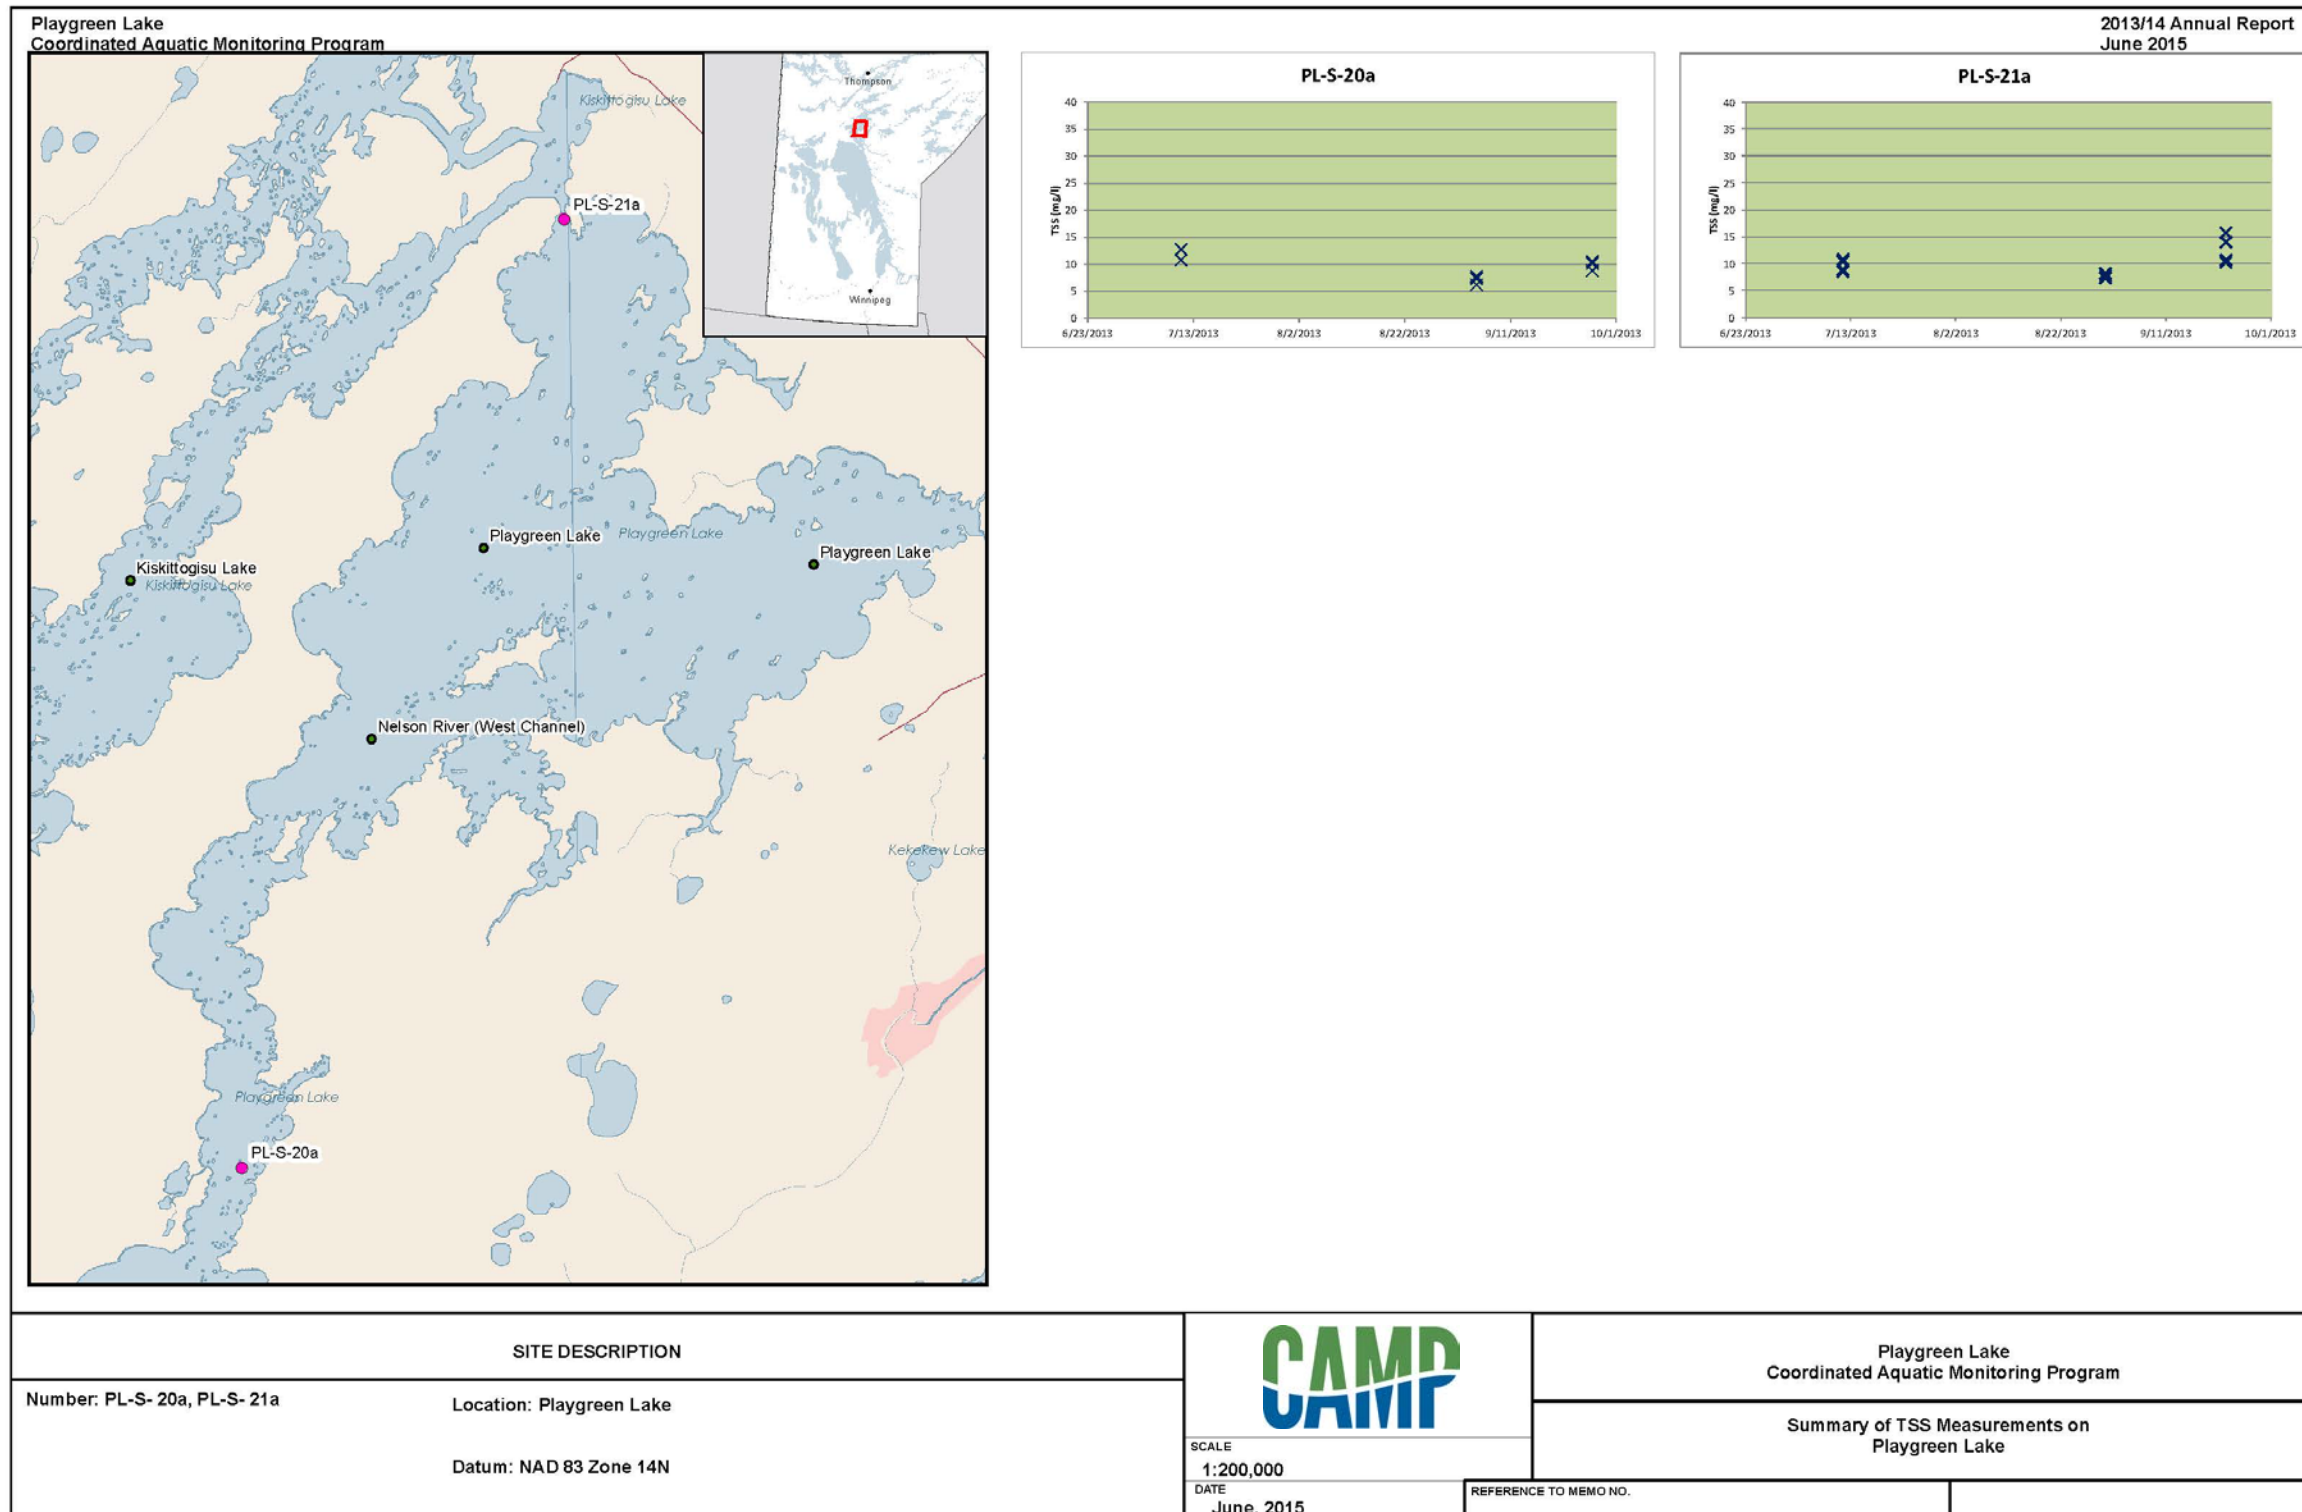 Playgreen Lake
Coordinated Aquatic Monitoring Program
2013/14 Annual Report
June 2015
Thompson
Winnipeg
Kiskittogisu Lake
PL-S-21a
Playgreen Lake
Playgreen Lake
Playgreen Lake
Kiskittogisu Lake
Kiskittogisu Lake
Nelson River (West Channel)
Kekekew Lake
Playgreen Lake
PL-S-20a
PL-S-20a
TSS (mg/l)
40
35
30
25
20
15
10
5
0
6/23/2013 7/13/2013 8/2/2013 8/22/2013 9/11/2013 10/1/2013
PL-S-21a
TSS (mg/l)
40
35
30
25
20
15
10
5
0
6/23/2013 7/13/2013 8/2/2013 8/22/2013 9/11/2013 10/1/2013
SITE DESCRIPTION
Number: PL-S- 20a, PL-S- 21a
Location: Playgreen Lake
Datum: NAD 83 Zone 14N
CAMP
SCALE
1:200,000
DATE
June, 2015
Playgreen Lake
Coordinated Aquatic Monitoring Program
Summary of TSS Measurements on
Playgreen Lake
REFERENCE TO MEMO NO.